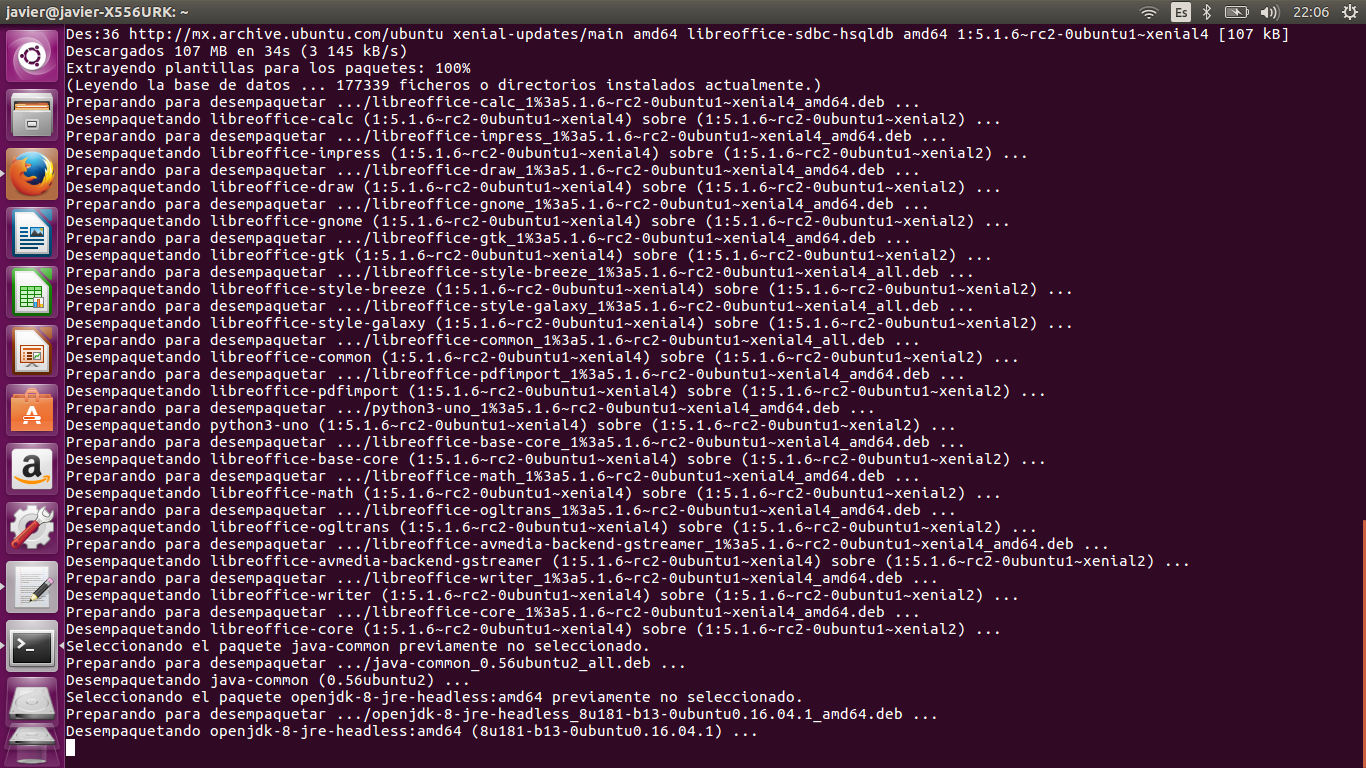 javier@javier-X556URK: ~
Es
22:06
Des:36 http://mx.archive.ubuntu.com/ubuntu xenial-updates/main amd64 libreoffice-sdbc-hsqldb amd64 1:5.1.6~rc2-0ubuntu1~xenial4 [107 kB]
Descargados 107 MB en 34s (3 145 kB/s)
Extrayendo plantillas para los paquetes: 100%
(Leyendo la base de datos ... 177339 ficheros o directorios instalados actualmente.)
Preparando para desempaquetar .../libreoffice-calc_1%3a5.1.6~rc2-0ubuntu1~xenial4_amd64.deb ...
Desempaquetando libreoffice-calc (1:5.1.6~rc2-0ubuntu1~xenial4) sobre (1:5.1.6~rc2-0ubuntu1~xenial2) ...
Preparando para desempaquetar .../libreoffice-impress_1%3a5.1.6~rc2-0ubuntu1~xenial4_amd64.deb ...
Desempaquetando libreoffice-impress (1:5.1.6~rc2-0ubuntu1~xenial4) sobre (1:5.1.6~rc2-0ubuntu1~xenial2) ...
Preparando para desempaquetar .../libreoffice-draw_1%3a5.1.6~rc2-0ubuntu1~xenial4_amd64.deb ...
Desempaquetando libreoffice-draw (1:5.1.6~rc2-0ubuntu1~xenial4) sobre (1:5.1.6~rc2-0ubuntu1~xenial2) ...
Preparando para desempaquetar .../libreoffice-gnome_1%3a5.1.6~rc2-0ubuntu1~xenial4_amd64.deb ...
Desempaquetando libreoffice-gnome (1:5.1.6~rc2-0ubuntu1~xenial4) sobre (1:5.1.6~rc2-0ubuntu1~xenial2) ...
Preparando para desempaquetar .../libreoffice-gtk_1%3a5.1.6~rc2-0ubuntu1~xenial4_amd64.deb ...
Desempaquetando libreoffice-gtk (1:5.1.6~rc2-0ubuntu1~xenial4) sobre (1:5.1.6~rc2-0ubuntu1~xenial2) ...
Preparando para desempaquetar .../libreoffice-style-breeze_1%3a5.1.6~rc2-0ubuntu1~xenial4_all.deb ...
Desempaquetando libreoffice-style-breeze (1:5.1.6~rc2-0ubuntu1~xenial4) sobre (1:5.1.6~rc2-0ubuntu1~xenial2) ...
Preparando para desempaquetar .../libreoffice-style-galaxy_1%3a5.1.6~rc2-0ubuntu1~xenial4_all.deb ...
Desempaquetando libreoffice-style-galaxy (1:5.1.6~rc2-0ubuntu1~xenial4) sobre (1:5.1.6~rc2-0ubuntu1~xenial2) ...
Preparando para desempaquetar .../libreoffice-common_1%3a5.1.6~rc2-0ubuntu1~xenial4_all.deb ...
Desempaquetando libreoffice-common (1:5.1.6~rc2-0ubuntu1~xenial4) sobre (1:5.1.6~rc2-0ubuntu1~xenial2) ...
Preparando para desempaquetar .../libreoffice-pdfimport_1%3a5.1.6~rc2-0ubuntu1~xenial4_amd64.deb ...
Desempaquetando libreoffice-pdfimport (1:5.1.6~rc2-0ubuntu1~xenial4) sobre (1:5.1.6~rc2-0ubuntu1~xenial2) ...
Preparando para desempaquetar .../python3-uno_1%3a5.1.6~rc2-0ubuntu1~xenial4_amd64.deb ...
Desempaquetando python3-uno (1:5.1.6~rc2-0ubuntu1~xenial4) sobre (1:5.1.6~rc2-0ubuntu1~xenial2) ...
Preparando para desempaquetar .../libreoffice-base-core_1%3a5.1.6~rc2-0ubuntu1~xenial4_amd64.deb ...
Desempaquetando libreoffice-base-core (1:5.1.6~rc2-0ubuntu1~xenial4) sobre (1:5.1.6~rc2-0ubuntu1~xenial2) ...
Preparando para desempaquetar .../libreoffice-math_1%3a5.1.6~rc2-0ubuntu1~xenial4_amd64.deb ...
Desempaquetando libreoffice-math (1:5.1.6~rc2-0ubuntu1~xenial4) sobre (1:5.1.6~rc2-0ubuntu1~xenial2) ...
Preparando para desempaquetar .../libreoffice-ogltrans_1%3a5.1.6~rc2-0ubuntu1~xenial4_amd64.deb ...
Desempaquetando libreoffice-ogltrans (1:5.1.6~rc2-0ubuntu1~xenial4) sobre (1:5.1.6~rc2-0ubuntu1~xenial2) ...
Preparando para desempaquetar .../libreoffice-avmedia-backend-gstreamer_1%3a5.1.6~rc2-0ubuntu1~xenial4_amd64.deb ...
Desempaquetando libreoffice-avmedia-backend-gstreamer (1:5.1.6~rc2-0ubuntu1~xenial4) sobre (1:5.1.6~rc2-0ubuntu1~xenial2) ...
Preparando para desempaquetar .../libreoffice-writer_1%3a5.1.6~rc2-0ubuntu1~xenial4_amd64.deb ...
Desempaquetando libreoffice-writer (1:5.1.6~rc2-0ubuntu1~xenial4) sobre (1:5.1.6~rc2-0ubuntu1~xenial2) ...
Preparando para desempaquetar .../libreoffice-core_1%3a5.1.6~rc2-0ubuntu1~xenial4_amd64.deb ...
Desempaquetando libreoffice-core (1:5.1.6~rc2-0ubuntu1~xenial4) sobre (1:5.1.6~rc2-0ubuntu1~xenial2) ...
Seleccionando el paquete java-common previamente no seleccionado.
Preparando para desempaquetar .../java-common_0.56ubuntu2_all.deb ...
Desempaquetando java-common (0.56ubuntu2) ...
Seleccionando el paquete openjdk-8-jre-headless:amd64 previamente no seleccionado.
Preparando para desempaquetar .../openjdk-8-jre-headless_8u181-b13-0ubuntu0.16.04.1_amd64.deb ...
Desempaquetando openjdk-8-jre-headless:amd64 (8u181-b13-0ubuntu0.16.04.1) ...